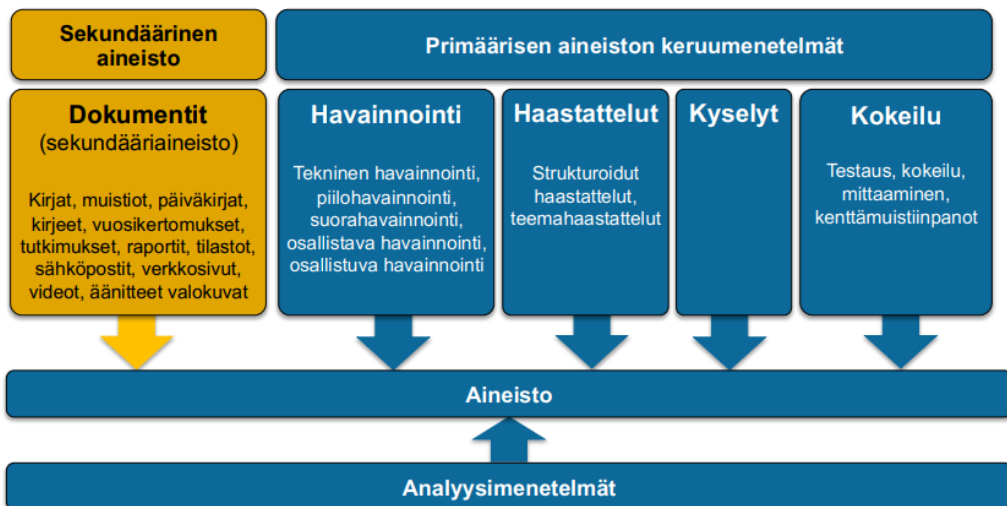 Sekundäärinen
aineisto
Primäärisen aineiston keruumenetelmät
Dokumentit
(sekundääriaineisto)
Kirjat, muistiot, päiväkirjat,
kirjeet, vuosikertomukset,
tutkimukset, raportit, tilastot,
sähköpostit, verkkosivut,
videot, äänitteet valokuvat
Havainnointi
Tekninen havainnointi,
piilohavainnointi,
suorahavainnointi,
osallistava havainnointi,
osallistuva havainnointi
Haastattelut
Strukturoidut
haastattelut,
teemahaastattelut
Kyselyt
Kokeilu
Testaus, kokeilu,
mittaaminen,
kenttämuistiinpanot
Aineisto
Analyysimenetelmät